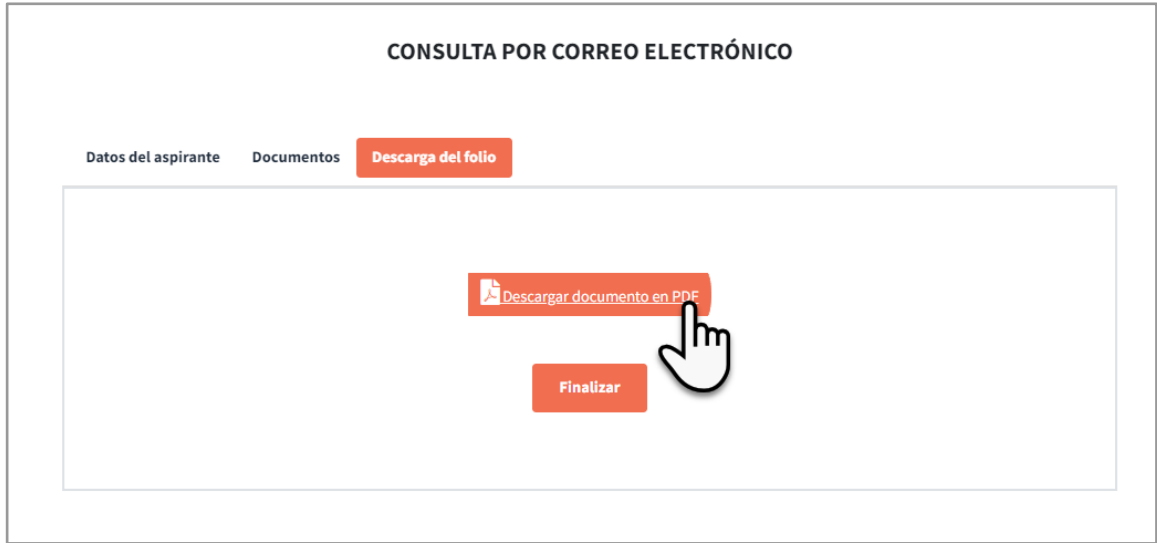 CONSULTA POR CORREO ELECTRÓNICO
Datos del aspirante Documentos Descarga del folio
Descargar documento en PDF
Finalizar